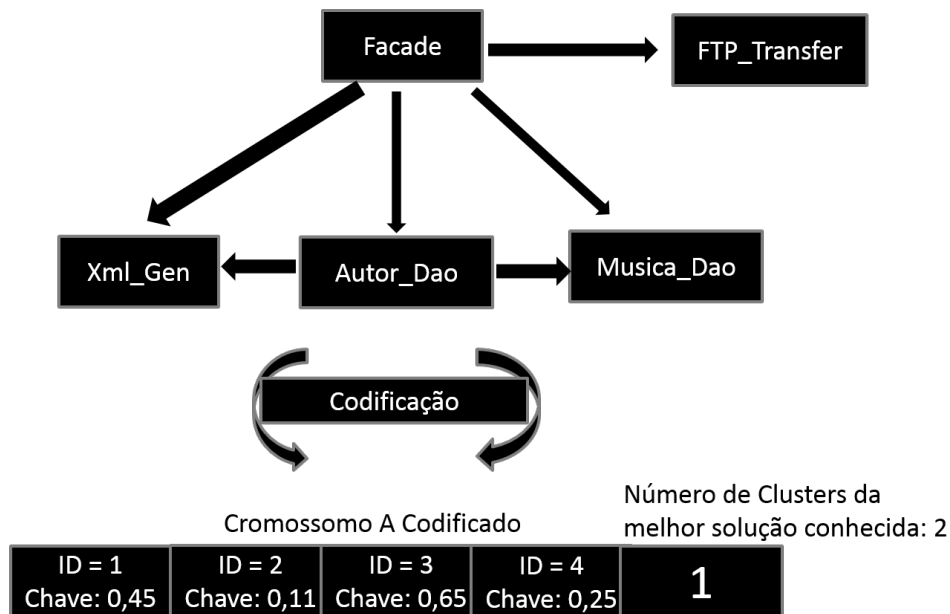 Facade
FTP_Transfer
Xml_Gen
Autor_Dao
Musica_Dao
Codificação
Número de Clusters da
melhor solução conhecida: 2
Cromossomo A Codificado
ID = 1
Chave: 0,45
ID = 2
Chave: 0,11
ID = 3
Chave: 0,65
ID = 4
Chave: 0,25
1